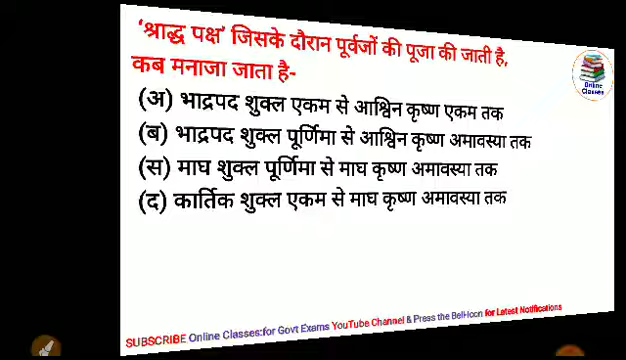 ‘श्राद्ध पक्ष’ जिसके दौरान पूर्वजों की पूजा की जाती है,
कब मनाजा जाता है-
(अ) भाद्रपद शुक्ल एकम से आश्विन कृष्ण एकम तक
(ब) भाद्रपद शुक्ल पूर्णिमा से आश्विन कृष्ण अमावस्या तक
(स) माघ शुक्ल पूर्णिमा से माघ कृष्ण अमावस्या तक
(द) कार्तिक शुक्ल एकम से माघ कृष्ण अमावस्या तक
Online
Classes
SUBSCRIBE Online Classes:for Govt Exams YouTube Channel & Press the BelHcon for Latest Notifications